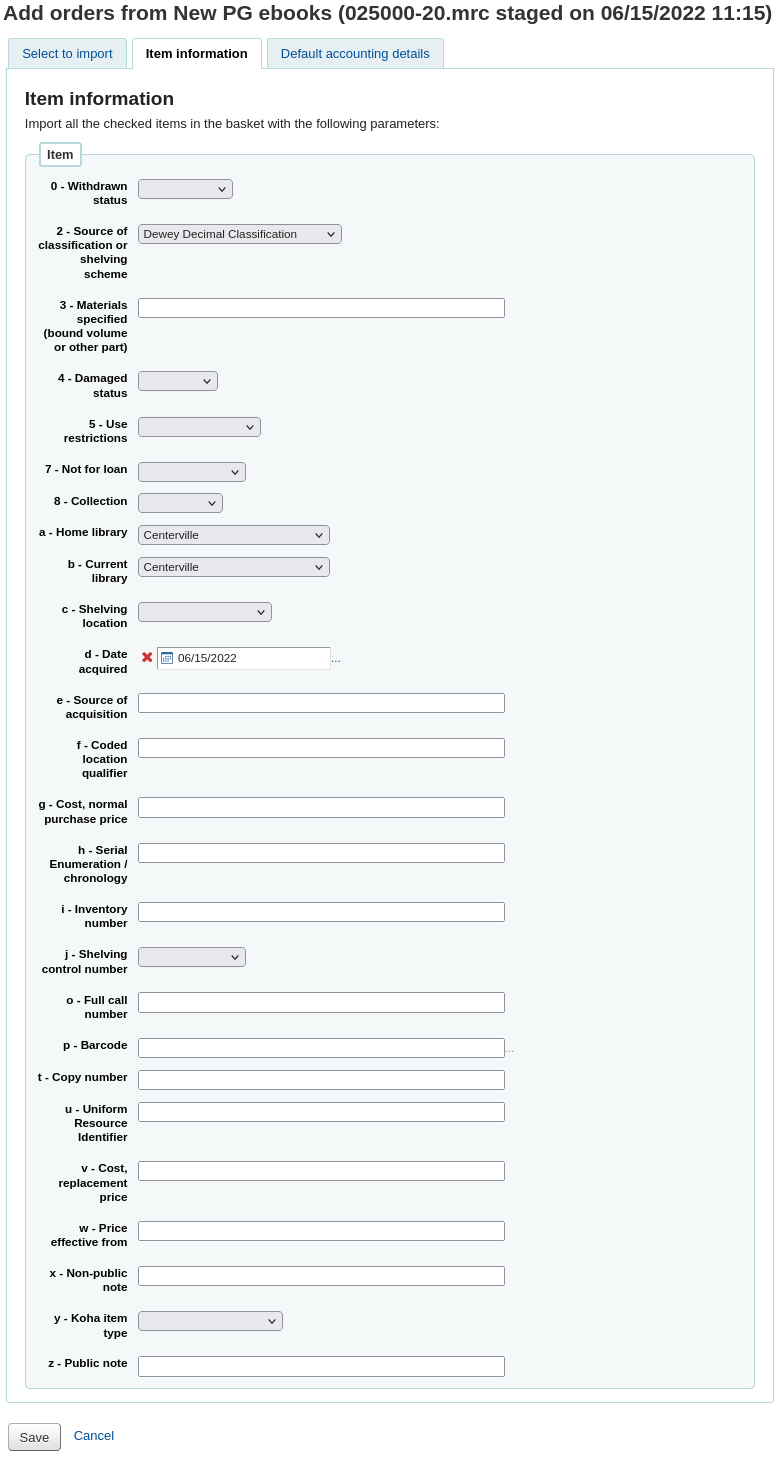 Add orders from New PG ebooks (025000-20.mrc staged on 06/15/2022 11:15)
Select to import
Item information
Default accounting details
Item information
Import all the checked items in the basket with the following parameters:
Item
0 - Withdrawn
status
2 - Source of
classification or
shelving
scheme
Dewey Decimal Classification
3 - Materials
specified
(bound volume
or other part)
4 - Damaged
status
5 - Use
restrictions
7 - Not for loan
8 - Collection
a - Home library
Centerville
b - Current
library
Centerville
c - Shelving
location
d - Date
acquired
06/15/2022
...
e - Source of
acquisition
f - Coded
location
qualifier
g - Cost, normal
purchase price
h - Serial
Enumeration /
chronology
i - Inventory
number
j - Shelving
control number
o - Full call
number
p - Barcode
...
t - Copy number
u - Uniform
Resource
Identifier
v - Cost,
replacement
price
w - Price
effective from
x - Non-public
note
y - Koha item
type
z - Public note
Save
Cancel